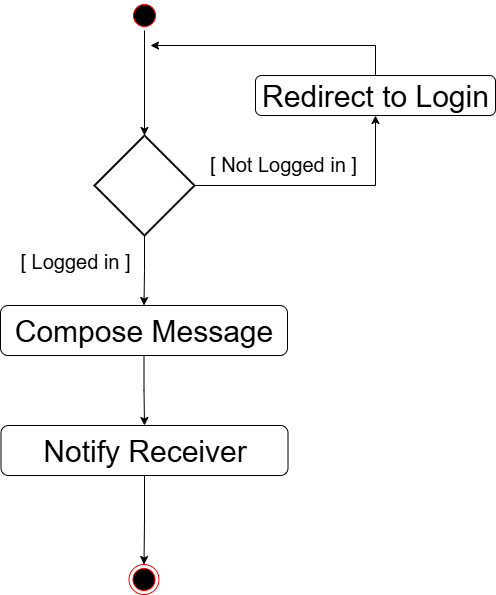 Redirect to Login
[ Not Logged in ]
[ Logged in ]
Compose Message
Notify Receiver